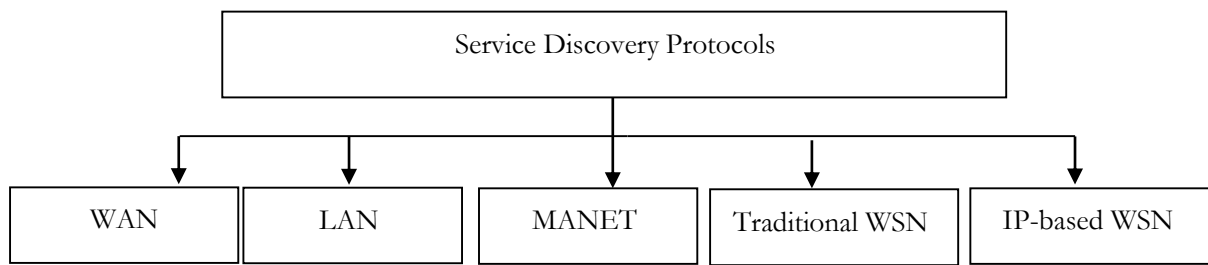 Service Discovery Protocols
WAN
LAN
MANET
Traditional WSN
IP-based WSN